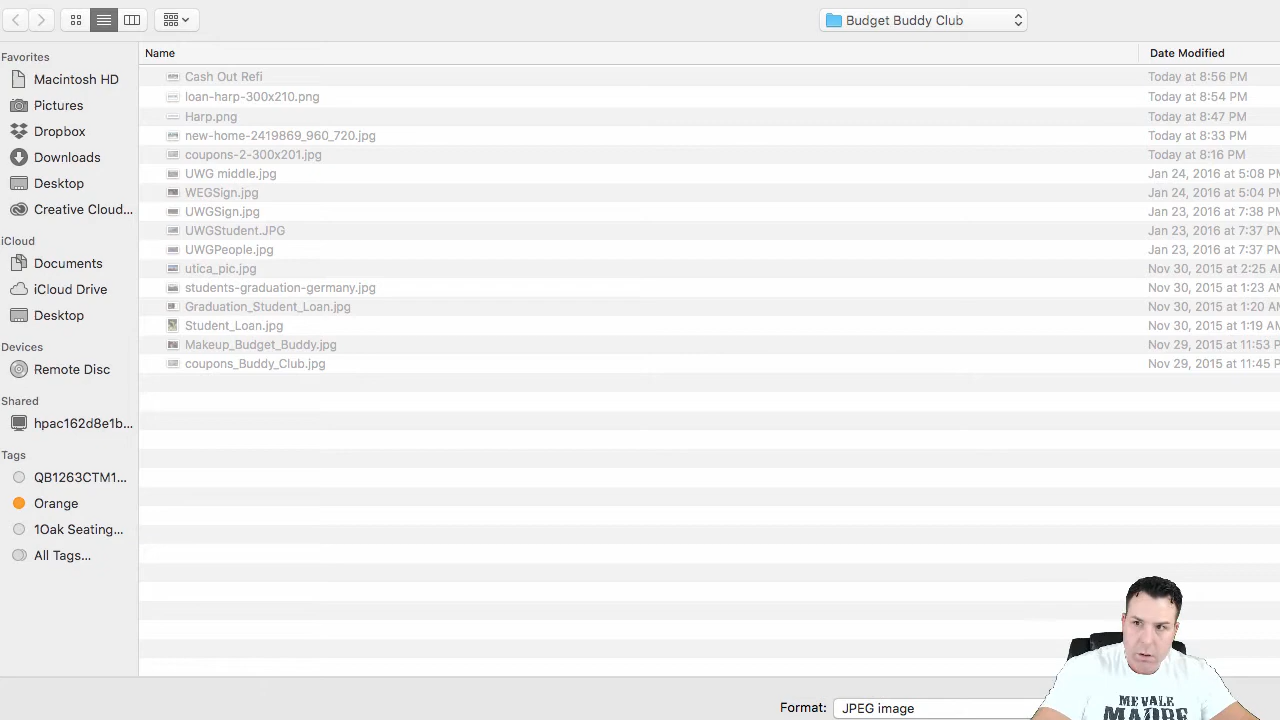 Budget Buddy Club
Favorites
Macintosh HD
Pictures
Dropbox
Downloads
Desktop
Creative Cloud...
iCloud
Documents
iCloud Drive
Desktop
Devices
Remote Disc
Shared
hpac162d8e1b...
Tags
QB1263CTM1...
Orange
1Oak Seating...
All Tags...
Name Date Modified
Cash Out Refi Today at 8:56 PM
loan-harp-300x210.png Today at 8:54 PM
Harp.png Today at 8:47 PM
new-home-2419869_960_720.jpg Today at 8:33 PM
coupons-2-300x201.jpg Today at 8:16 PM
UWG middle.jpg Jan 24, 2016 at 5:08 PM
WEGSign.jpg Jan 24, 2016 at 5:04 PM
UWGSign.jpg Jan 23, 2016 at 7:38 PM
UWGStudent.JPG Jan 23, 2016 at 7:37 PM
UWGPeople.jpg Jan 23, 2016 at 7:37 PM
utica_pic.jpg Nov 30, 2015 at 2:25 AM
students-graduation-germany.jpg Nov 30, 2015 at 1:23 AM
Graduation_Student_Loan.jpg Nov 30, 2015 at 1:20 AM
Student_Loan.jpg Nov 30, 2015 at 1:19 AM
Makeup_Budget_Buddy.jpg Nov 29, 2015 at 11:53 P
coupons_Buddy_Club.jpg Nov 29, 2015 at 11:45 P
Format: JPEG image
ME VALE
MADRE